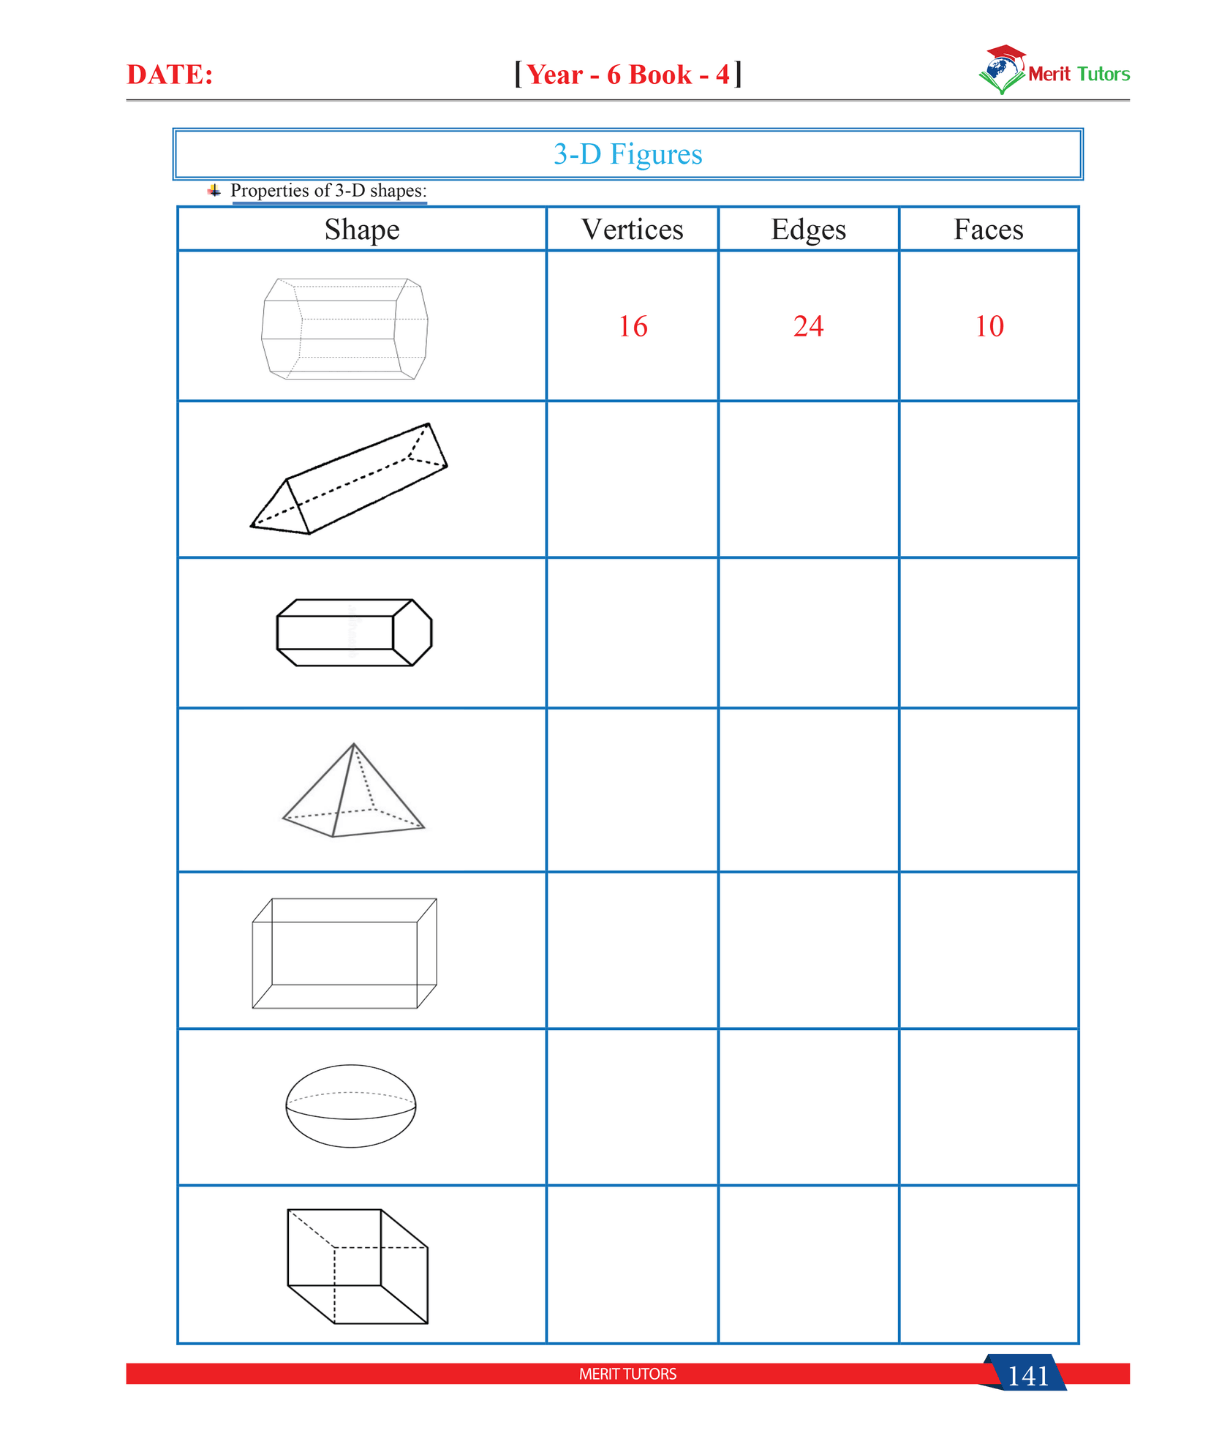 DATE:
[Year - 6 Book - 4]
Merit Tutors
3-D Figures
Properties of 3-D shapes:
Shape Vertices Edges Faces
16 24 10
MERIT TUTORS
141